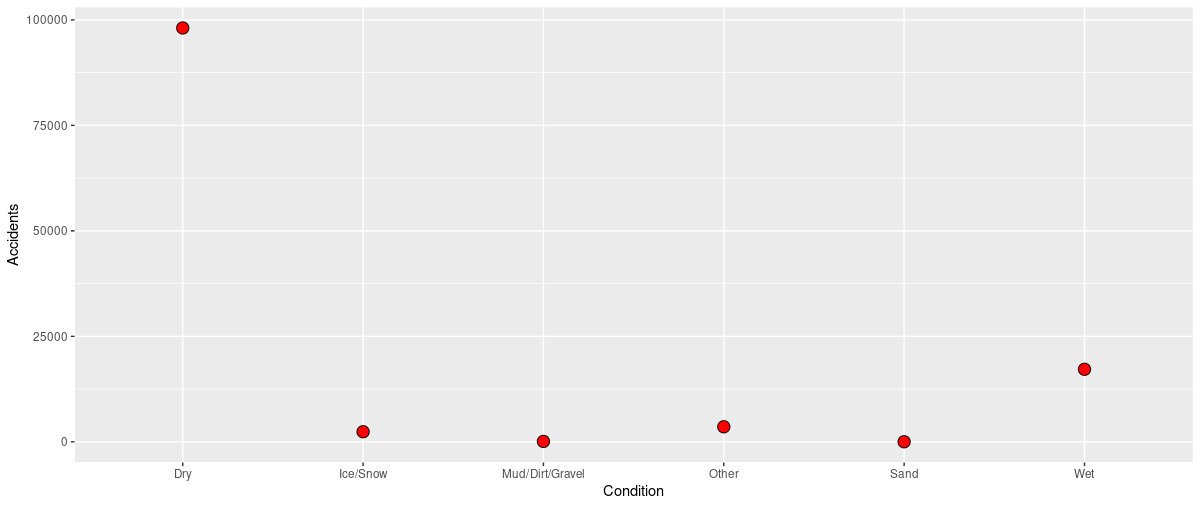 100000
75000
50000
25000
0
Accidents
Dry Ice/Snow Mud/Dirt/Gravel Other Sand Wet
Condition